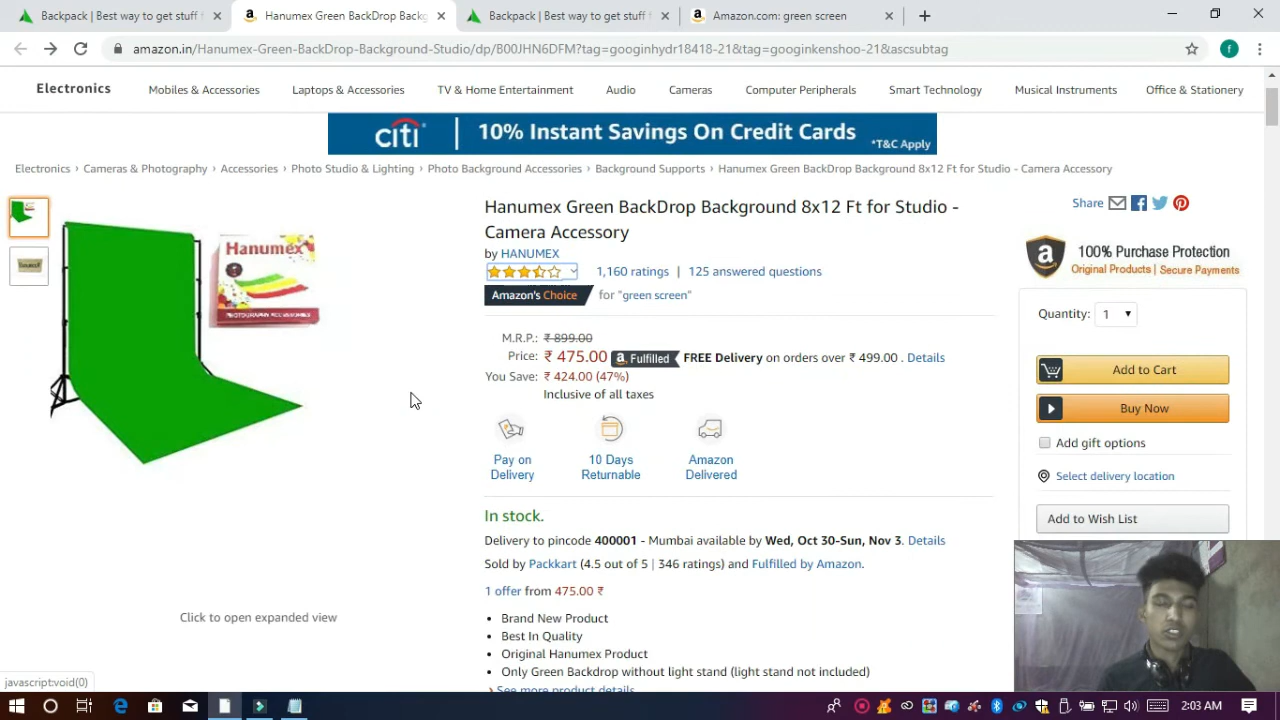 Backpack | Best way to get stuff f
Hanumex Green BackDrop Backg
Backpack | Best way to get stuff f
Amazon.com: green screen
amazon.in/Hanumex-Green-BackDrop-Background-Studio/dp/B00JHN6DFM?tag=googinhydr18418-21&tag=googinkenshoo-21&ascsubtag
f
Electronics
Mobiles & Accessories
Laptops & Accessories
TV & Home Entertainment
Audio
Cameras
Computer Peripherals
Smart Technology
Musical Instruments
Office & Stationery
citi
10% Instant Savings On Credit Cards
*T&C Apply
Electronics › Cameras & Photography › Accessories › Photo Studio & Lighting › Photo Background Accessories › Background Supports › Hanumex Green BackDrop Background 8x12 Ft for Studio - Camera Accessory
Hanumex
PHOTOGRAPHY ACCESSORIES
Hanumex Green BackDrop Background 8x12 Ft for Studio -
Camera Accessory
by HANUMEX
1,160 ratings | 125 answered questions
Amazon's Choice for "green screen"
M.R.P.: ₹ 899.00
Price: ₹ 475.00 a Fulfilled FREE Delivery on orders over ₹ 499.00 . Details
You Save: ₹ 424.00 (47%)
Inclusive of all taxes
Pay on
Delivery
10 Days
Returnable
Amazon
Delivered
In stock.
Delivery to pincode 400001 - Mumbai available by Wed, Oct 30-Sun, Nov 3. Details
Sold by Packkart (4.5 out of 5 | 346 ratings) and Fulfilled by Amazon.
1 offer from 475.00 ₹
• Brand New Product
• Best In Quality
• Original Hanumex Product
• Only Green Backdrop without light stand (light stand not included)
› See more product details
Click to open expanded view
Share
a
100% Purchase Protection
Original Products | Secure Payments
Quantity: 1
Add to Cart
Buy Now
Add gift options
Select delivery location
Add to Wish List
javascript:void(0)
2:03 AM